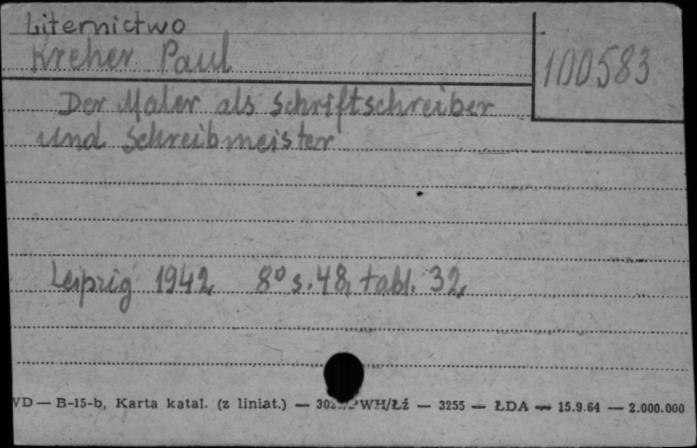 Liternictwo
Kreher Paul
100583
Der Maler als Schriftschreiber
und Schreibmeister
Leipzig 1942, 8° s. 48, tabl. 32,
VD — B-15-b, Karta katal. (z liniat.) — WH/Łź — 3255 — ŁDA — 15.9.64 — 2.000.000